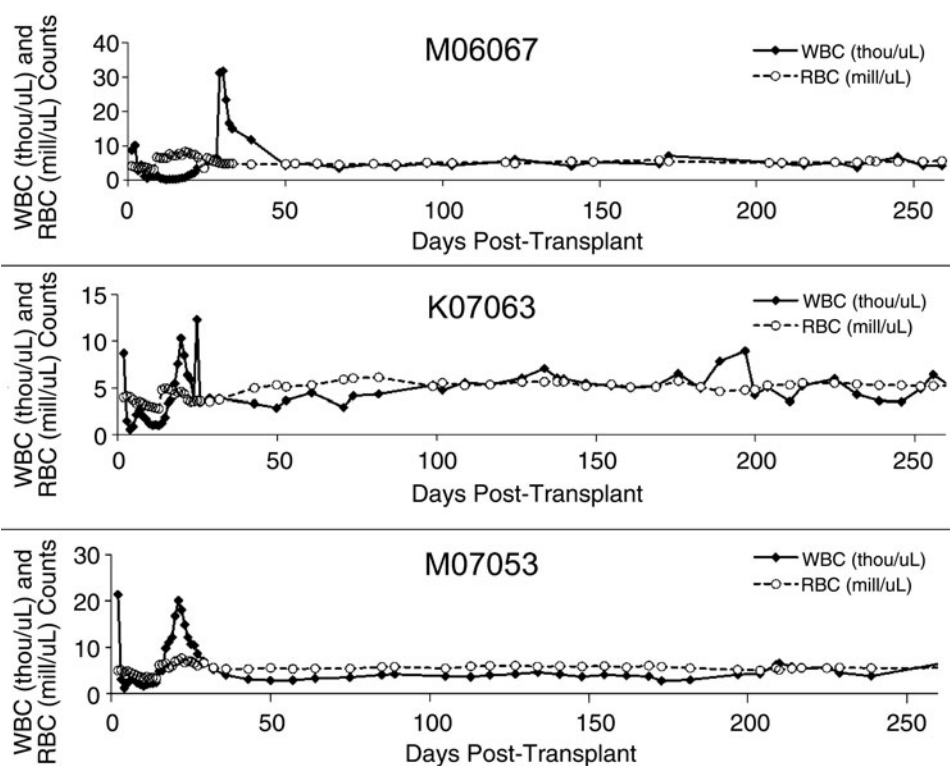 M06067
WBC (thou/uL) and
RBC (mill/uL) Counts
40
30
20
10
0
WBC (thou/uL)
RBC (mill/uL)
0 50 100 150 200 250
Days Post-Transplant
K07063
WBC (thou/uL) and
RBC (mill/uL) Counts
15
10
5
0
WBC (thou/uL)
RBC (mill/uL)
0 50 100 150 200 250
Days Post-Transplant
M07053
WBC (thou/uL) and
RBC (mill/uL) Counts
30
20
10
0
WBC (thou/uL)
RBC (mill/uL)
0 50 100 150 200 250
Days Post-Transplant